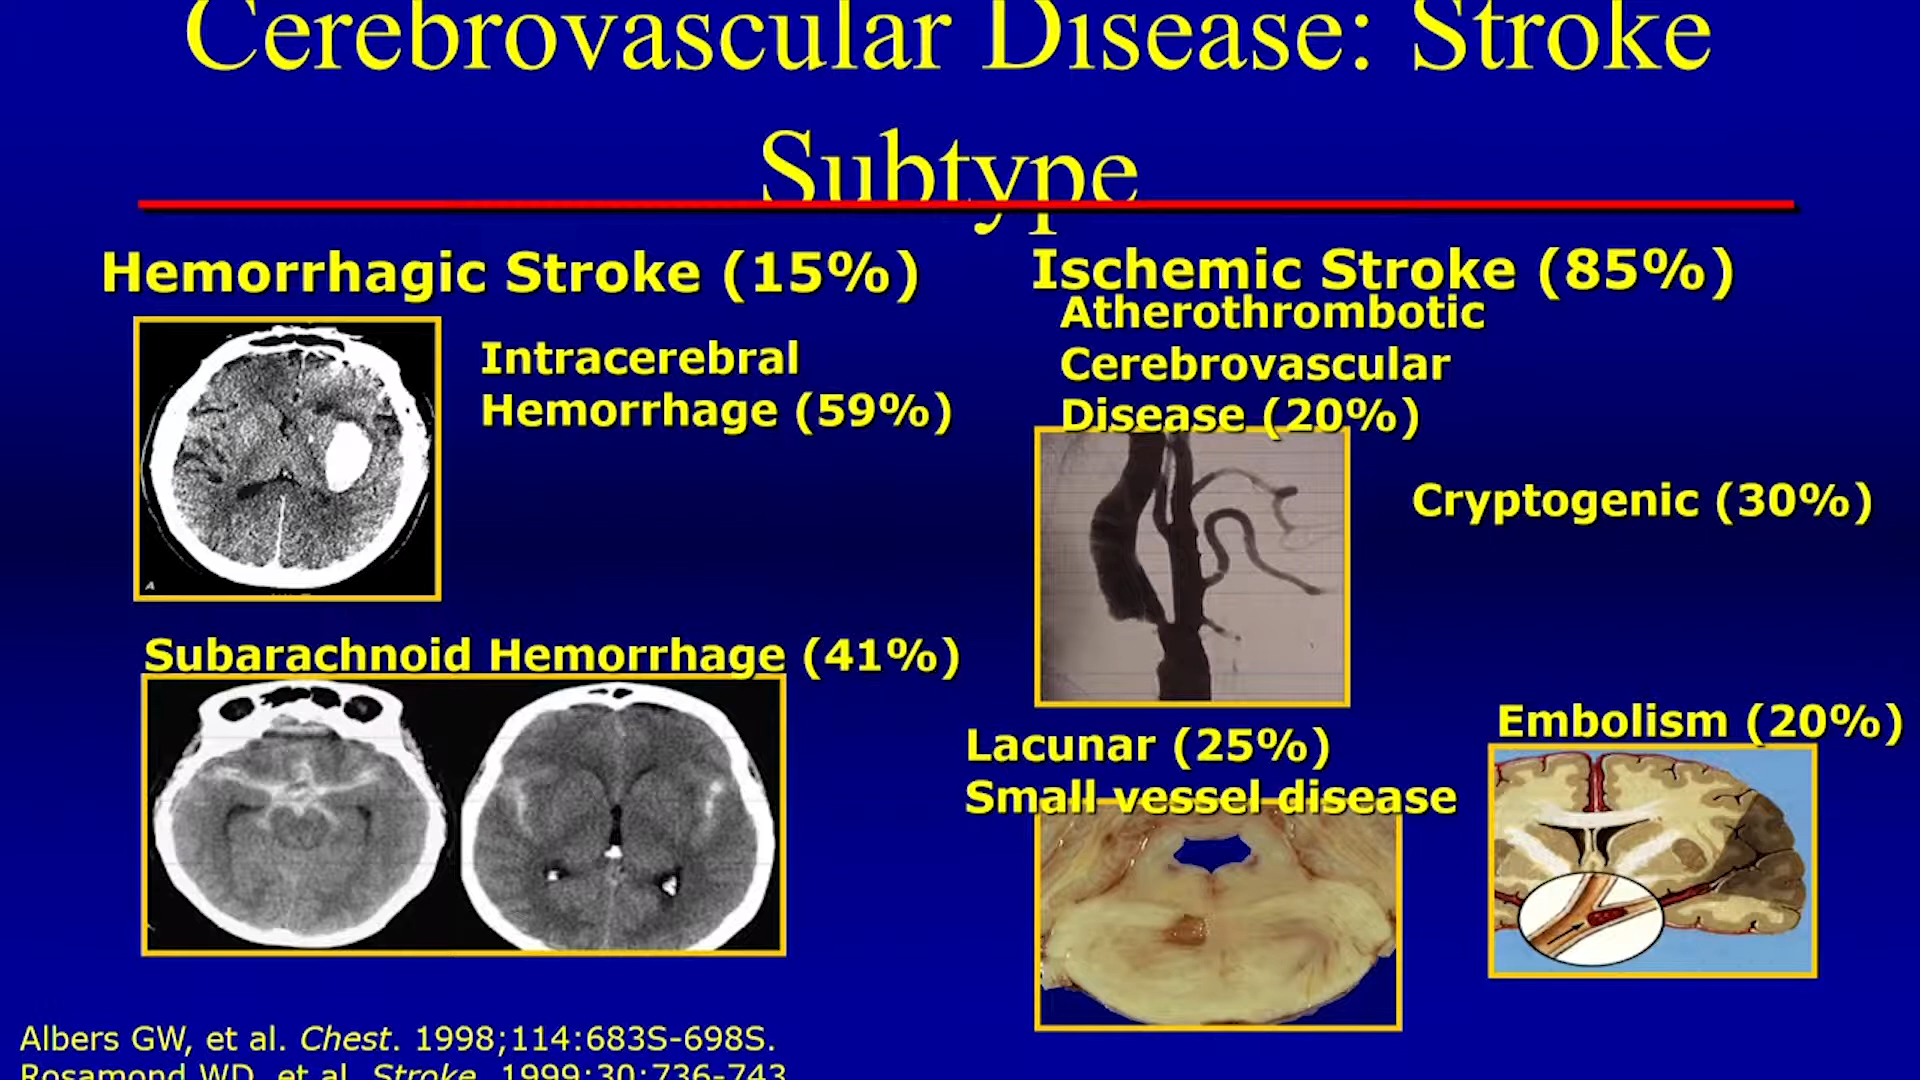 Cerebrovascular Disease: Stroke
Subtype
Hemorrhagic Stroke (15%)
Intracerebral
Hemorrhage (59%)
Subarachnoid Hemorrhage (41%)
Ischemic Stroke (85%)
Atherothrombotic
Cerebrovascular
Disease (20%)
Cryptogenic (30%)
Lacunar (25%)
Small vessel disease
Embolism (20%)
A
Albers GW, et al. Chest. 1998;114:683S-698S.
Rosamond WD, et al. Stroke. 1999;30:736-743.